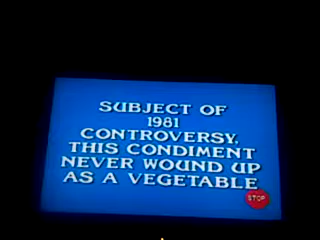 SUBJECT OF
1981
CONTROVERSY,
THIS CONDIMENT
NEVER WOUND UP
AS A VEGETABLE
STOP